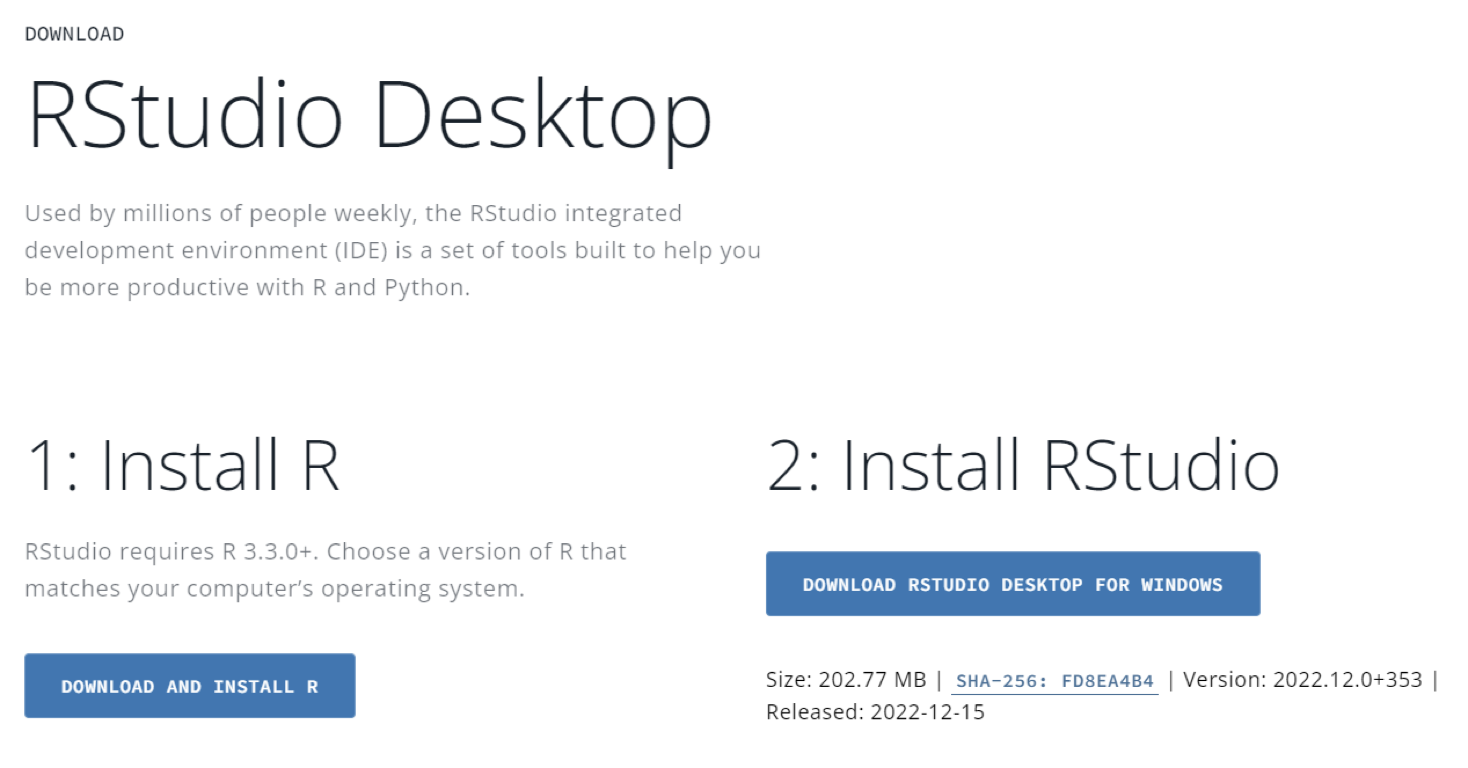 DOWNLOAD
RStudio Desktop
Used by millions of people weekly, the RStudio integrated
development environment (IDE) is a set of tools built to help you
be more productive with R and Python.
1: Install R
RStudio requires R 3.3.0+. Choose a version of R that
matches your computer’s operating system.
DOWNLOAD AND INSTALL R
2: Install RStudio
DOWNLOAD RSTUDIO DESKTOP FOR WINDOWS
Size: 202.77 MB | SHA-256: FD8EA4B4 | Version: 2022.12.0+353 |
Released: 2022-12-15